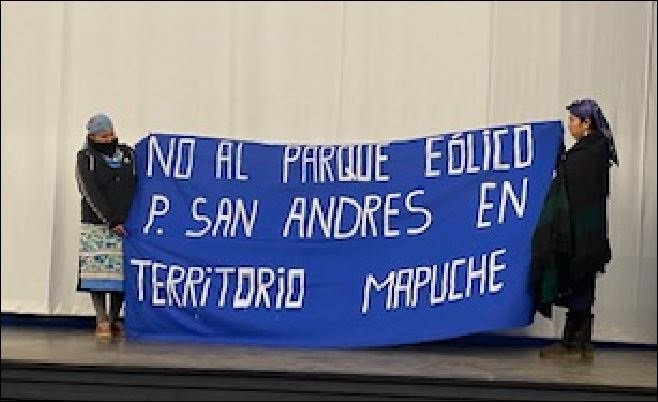 NO AL PARQUE EÓLICO
P. SAN ANDRES EN
TERRITORIO MAPUCHE